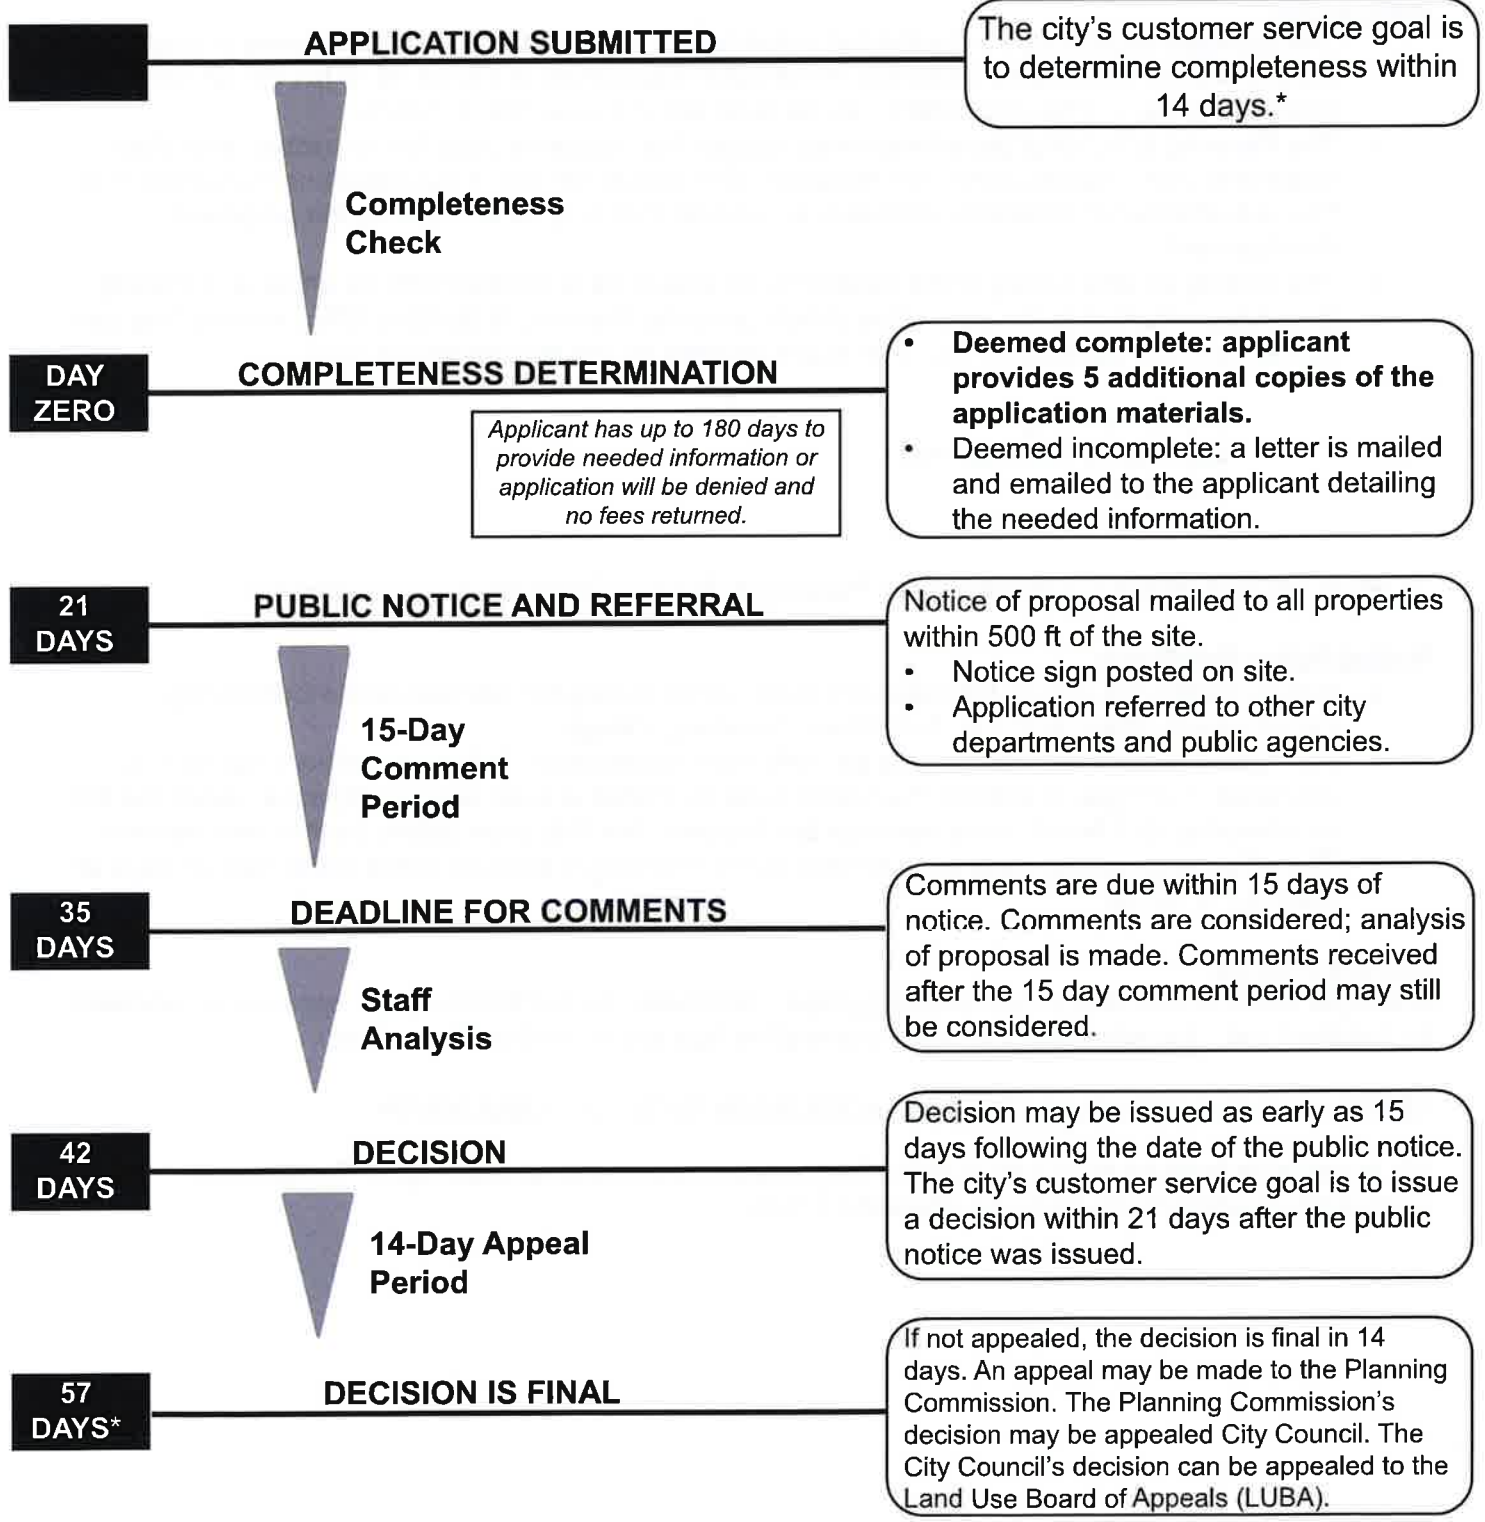 APPLICATION SUBMITTED
The city's customer service goal is
to determine completeness within
14 days.*
Completeness
Check
DAY
ZERO
COMPLETENESS DETERMINATION
Applicant has up to 180 days to
provide needed information or
application will be denied and
no fees returned.
• Deemed complete: applicant
provides 5 additional copies of the
application materials.
• Deemed incomplete: a letter is mailed
and emailed to the applicant detailing
the needed information.
21
DAYS
PUBLIC NOTICE AND REFERRAL
Notice of proposal mailed to all properties
within 500 ft of the site.
• Notice sign posted on site.
• Application referred to other city
departments and public agencies.
15-Day
Comment
Period
35
DAYS
DEADLINE FOR COMMENTS
Comments are due within 15 days of
notice. Comments are considered; analysis
of proposal is made. Comments received
after the 15 day comment period may still
be considered.
Staff
Analysis
42
DAYS
DECISION
Decision may be issued as early as 15
days following the date of the public notice.
The city's customer service goal is to issue
a decision within 21 days after the public
notice was issued.
14-Day Appeal
Period
57
DAYS*
DECISION IS FINAL
If not appealed, the decision is final in 14
days. An appeal may be made to the Planning
Commission. The Planning Commission's
decision may be appealed City Council. The
City Council's decision can be appealed to the
Land Use Board of Appeals (LUBA).